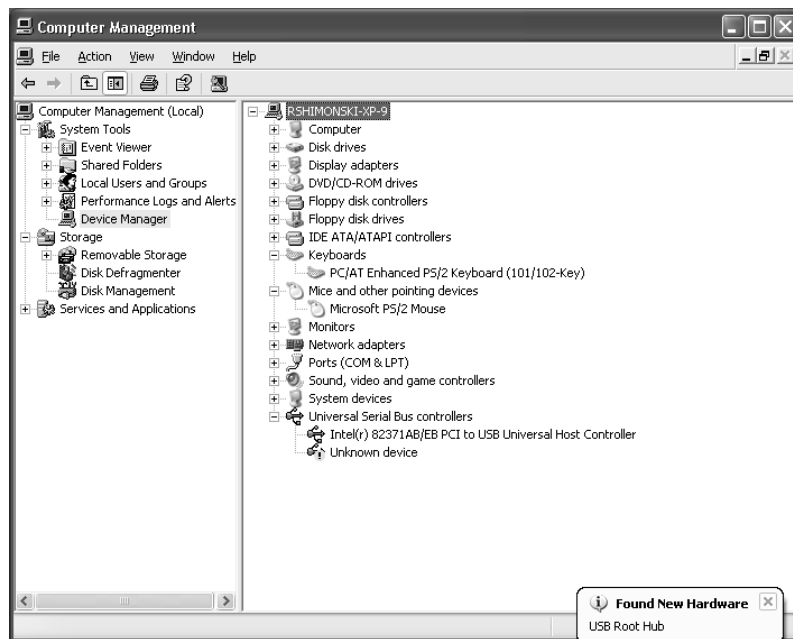 Computer Management
File Action View Window Help
Computer Management (Local)
System Tools
Event Viewer
Shared Folders
Local Users and Groups
Performance Logs and Alerts
Device Manager
Storage
Removable Storage
Disk Defragmenter
Disk Management
Services and Applications
RSHIMONSKI-XP-9
Computer
Disk drives
Display adapters
DVD/CD-ROM drives
Floppy disk controllers
Floppy disk drives
IDE ATA/ATAPI controllers
Keyboards
PC/AT Enhanced PS/2 Keyboard (101/102-Key)
Mice and other pointing devices
Microsoft PS/2 Mouse
Monitors
Network adapters
Ports (COM & LPT)
Sound, video and game controllers
System devices
Universal Serial Bus controllers
Intel(r) 82371AB/EB PCI to USB Universal Host Controller
Unknown device
Found New Hardware
USB Root Hub